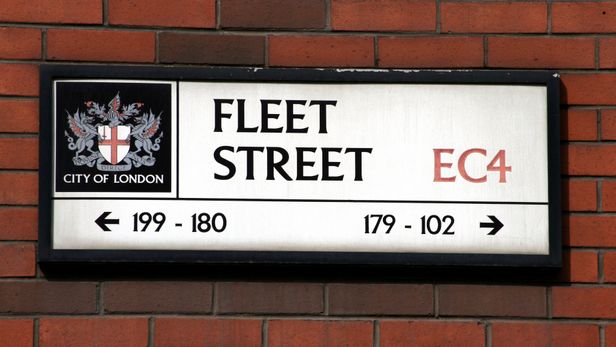 FLEET
STREET
EC4
CITY OF LONDON
← 199 - 180
179 - 102 →